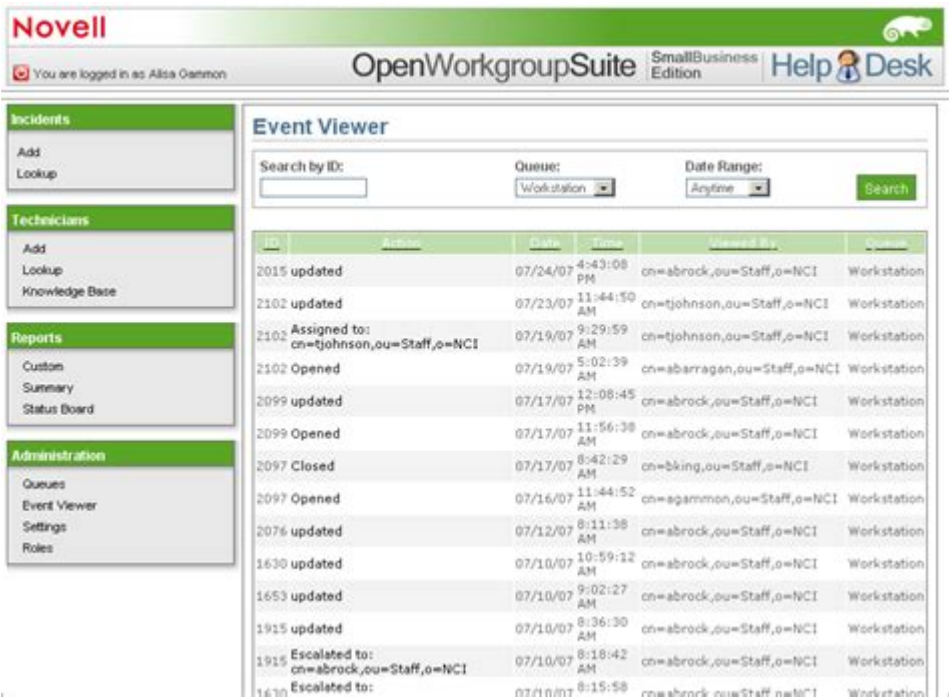 Novell
You are logged in as Alisa Gammon
OpenWorkgroupSuite SmallBusiness Edition Help Desk
Incidents
Add
Lookup
Technicians
Add
Lookup
Knowledge Base
Reports
Custom
Summary
Status Board
Administration
Queues
Event Viewer
Settings
Roles
Event Viewer
Search by ID: Queue: Date Range:
Workstation Anytime Search
ID Action Date Time Viewed By Queue
2015 updated 07/24/07 4:43:08 PM cn=abrock,ou=Staff,o=NCI Workstation
2102 updated 07/23/07 11:44:50 AM cn=tjohnson,ou=Staff,o=NCI Workstation
2102 Assigned to: cn=tjohnson,ou=Staff,o=NCI 07/19/07 9:29:59 AM cn=tjohnson,ou=Staff,o=NCI Workstation
2102 Opened 07/19/07 5:02:39 AM cn=abarragan,ou=Staff,o=NCI Workstation
2099 updated 07/17/07 12:08:45 PM cn=abrock,ou=Staff,o=NCI Workstation
2099 Opened 07/17/07 11:56:38 AM cn=abrock,ou=Staff,o=NCI Workstation
2097 Closed 07/17/07 8:42:29 AM cn=bking,ou=Staff,o=NCI Workstation
2097 Opened 07/16/07 11:44:52 AM cn=agammon,ou=Staff,o=NCI Workstation
2076 updated 07/12/07 8:11:38 AM cn=abrock,ou=Staff,o=NCI Workstation
1630 updated 07/10/07 10:59:12 AM cn=abrock,ou=Staff,o=NCI Workstation
1653 updated 07/10/07 9:02:27 AM cn=abrock,ou=Staff,o=NCI Workstation
1915 updated 07/10/07 8:36:30 AM cn=abrock,ou=Staff,o=NCI Workstation
1915 Escalated to: cn=abrock,ou=Staff,o=NCI 07/10/07 8:18:42 AM cn=abrock,ou=Staff,o=NCI Workstation
1630 Escalated to: 07/10/07 8:15:58 cn=abrock,ou=Staff,o=NCI Workstation